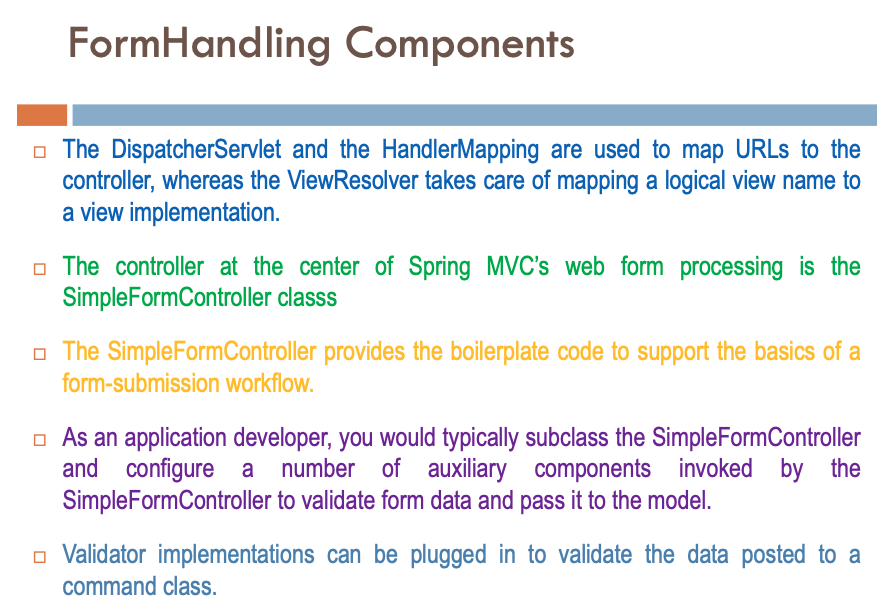 FormHandling Components
The DispatcherServlet and the HandlerMapping are used to map URLs to the
controller, whereas the ViewResolver takes care of mapping a logical view name to
a view implementation.
The controller at the center of Spring MVC’s web form processing is the
SimpleFormController classs
The SimpleFormController provides the boilerplate code to support the basics of a
form-submission workflow.
As an application developer, you would typically subclass the SimpleFormController
and configure a number of auxiliary components invoked by the
SimpleFormController to validate form data and pass it to the model.
Validator implementations can be plugged in to validate the data posted to a
command class.